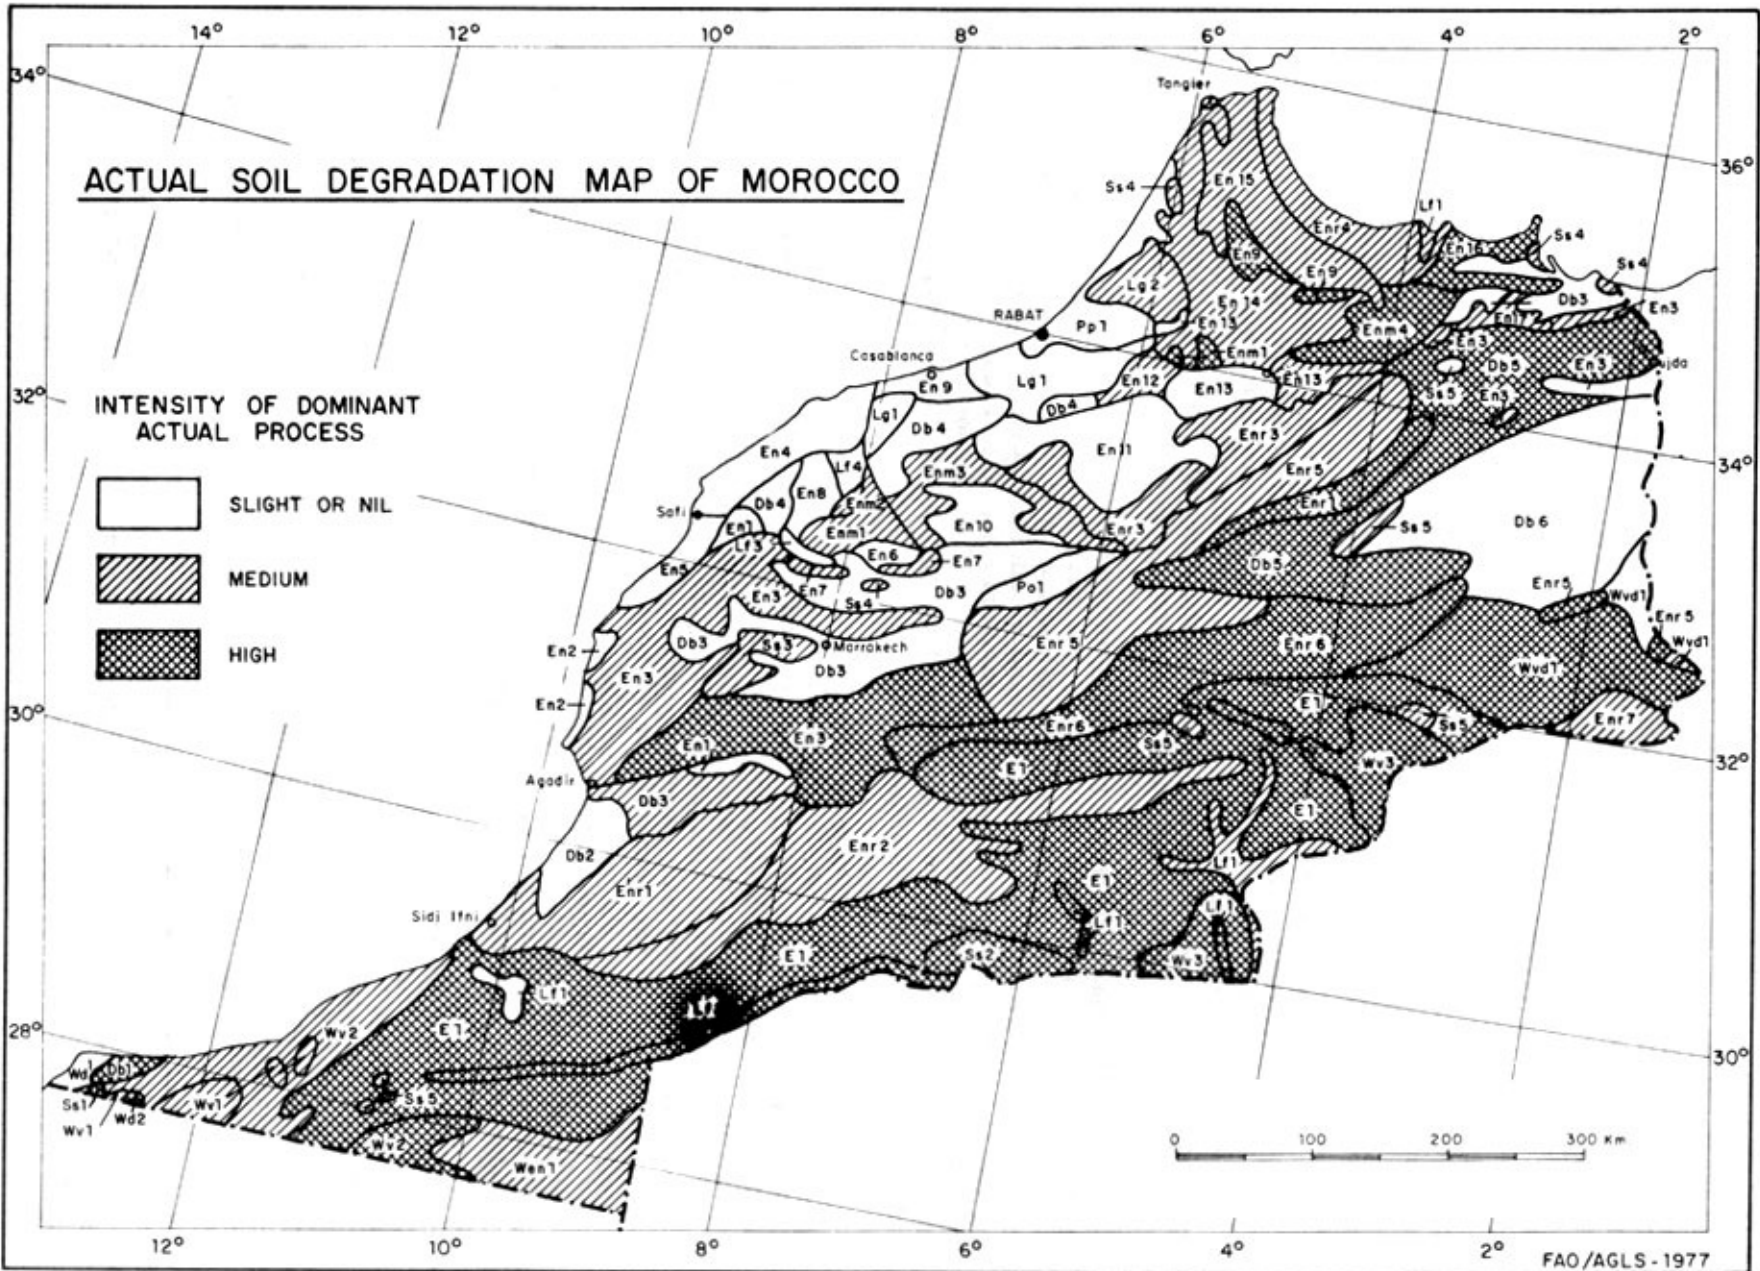 14° 12° 10° 8° 6° 4° 2°
34°
Tangier
ACTUAL SOIL DEGRADATION MAP OF MOROCCO
36°
Ss4 En15 Lf1
Enr4 En16 Ss4
En9 Ss4
Lg2 En9
En14 Db3 En3
RABAT Pp1 En13 En17
Enm4 En3
Casablanca Enm1 Db5 En3
32°
En9 Lg1 En12 En13 En13 Ss5 En3 ujda
INTENSITY OF DOMINANT
ACTUAL PROCESS
Lg1 Db4 Db4
En4 En11 Enr3
34°
Lf4 Enm3 Enr5
SLIGHT OR NIL
Db4 En8 Enm2 Enr1
Safi En1 Enm1 En10 Enr3 Ss5 Db6
Lf3 En6 En7
MEDIUM
En5 En3 En7 Ss4 Db3 Po1 Db5 Enr5 Wvd1
Enr5
HIGH
En2 Db3 Ss3 Marrakech Enr5 Enr6 Wvd1
En3 Db3 Wvd1
30°
En2 E1 Ss5 Enr7
En1 En3 Enr6 Ss5
32°
Agadir E1 Wv3
Db3 E1
Db2 Enr2 Lf1
Enr1 E1
Sidi Ifni Lf1 Lf1
E1 Ss2 Wv3
Lf1
28°
Wv2 E1
30°
Wd1 Db1
Ss1 Wv1 Ss5
Wv1 Wd2
Wv2 Wen1
0 100 200 300 Km
12° 10° 8° 6° 4° 2°
FAO/AGLS-1977